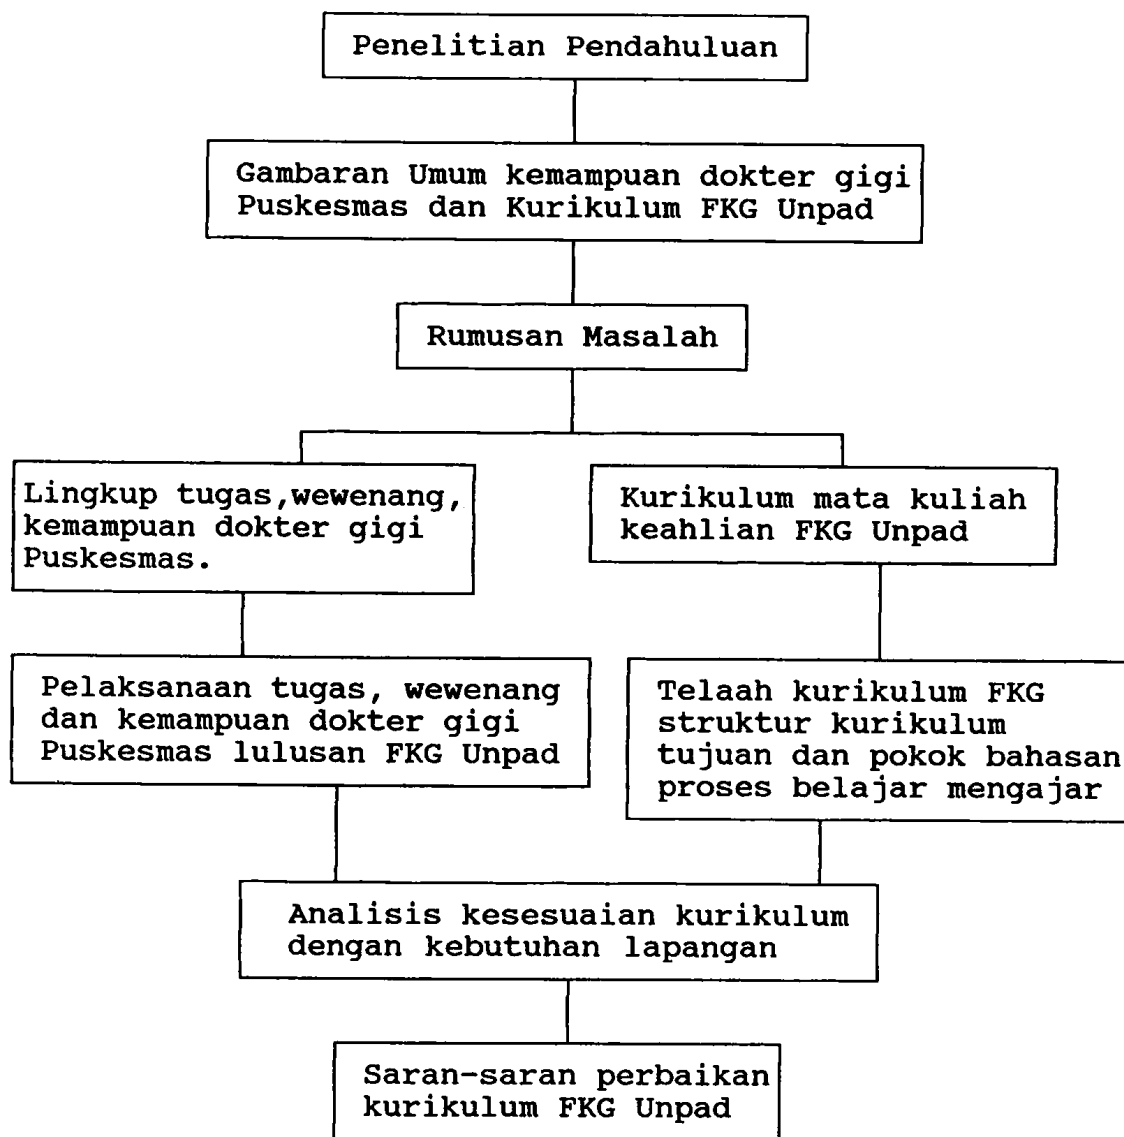 Penelitian Pendahuluan
Gambaran Umum kemampuan dokter gigi
Puskesmas dan Kurikulum FKG Unpad
Rumusan Masalah
Lingkup tugas,wewenang,
kemampuan dokter gigi
Puskesmas.
Kurikulum mata kuliah
keahlian FKG Unpad
Pelaksanaan tugas, wewenang
dan kemampuan dokter gigi
Puskesmas lulusan FKG Unpad
Telaah kurikulum FKG
struktur kurikulum
tujuan dan pokok bahasan
proses belajar mengajar
Analisis kesesuaian kurikulum
dengan kebutuhan lapangan
Saran-saran perbaikan
kurikulum FKG Unpad